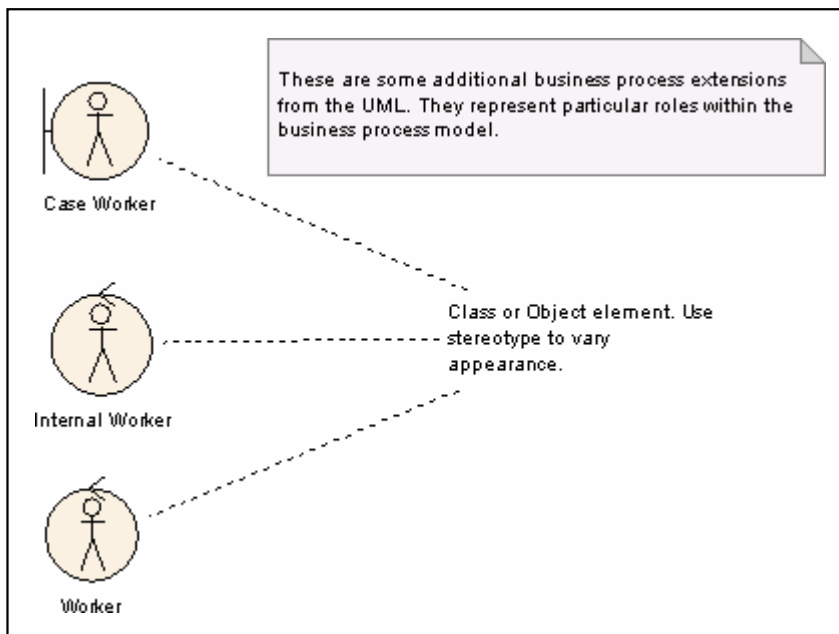 These are some additional business process extensions
from the UML. They represent particular roles within the
business process model.
Case Worker
Class or Object element. Use
stereotype to vary
appearance.
Internal Worker
Worker